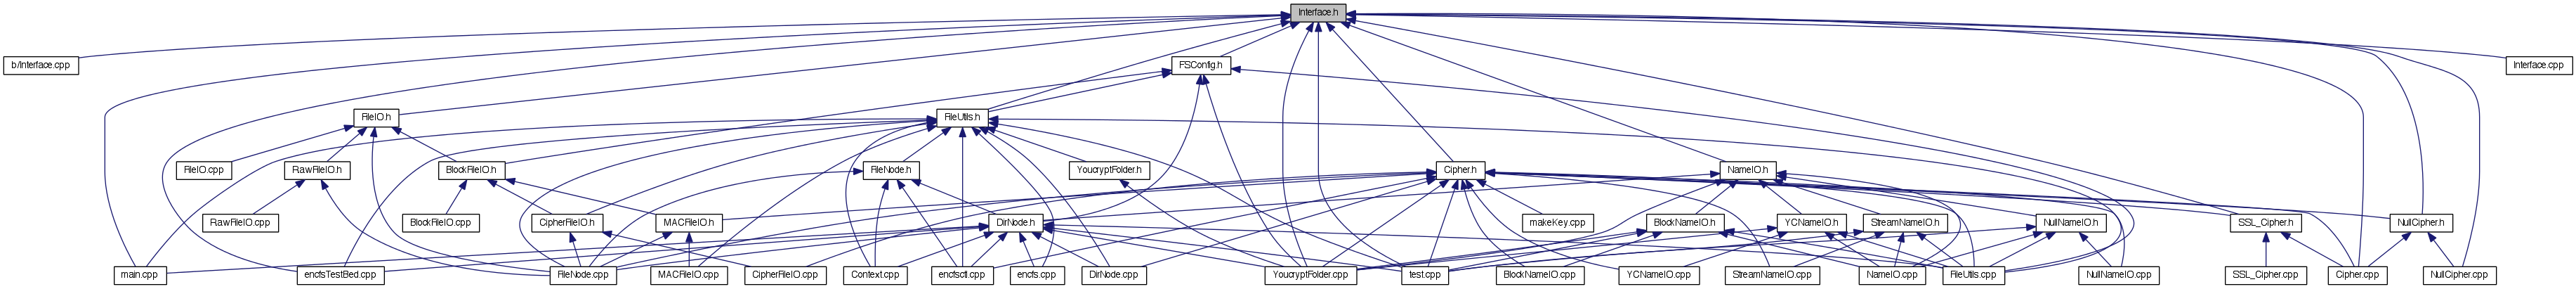 Interface.h
b/Interface.cpp
FSConfig.h
Interface.cpp
FileIO.h
FileUtils.h
FileIO.cpp
RawFileIO.h
BlockFileIO.h
FileNode.h
YoucryptFolder.h
Cipher.h
NameIO.h
RawFileIO.cpp
BlockFileIO.cpp
CipherFileIO.h
MACFileIO.h
DirNode.h
makeKey.cpp
BlockNameIO.h
YCNameIO.h
StreamNameIO.h
NullNameIO.h
SSL_Cipher.h
NullCipher.h
main.cpp
encfsTestBed.cpp
FileNode.cpp
MACFileIO.cpp
CipherFileIO.cpp
Context.cpp
encfsctl.cpp
encfs.cpp
DirNode.cpp
YoucryptFolder.cpp
test.cpp
BlockNameIO.cpp
YCNameIO.cpp
StreamNameIO.cpp
NameIO.cpp
FileUtils.cpp
NullNameIO.cpp
SSL_Cipher.cpp
Cipher.cpp
NullCipher.cpp